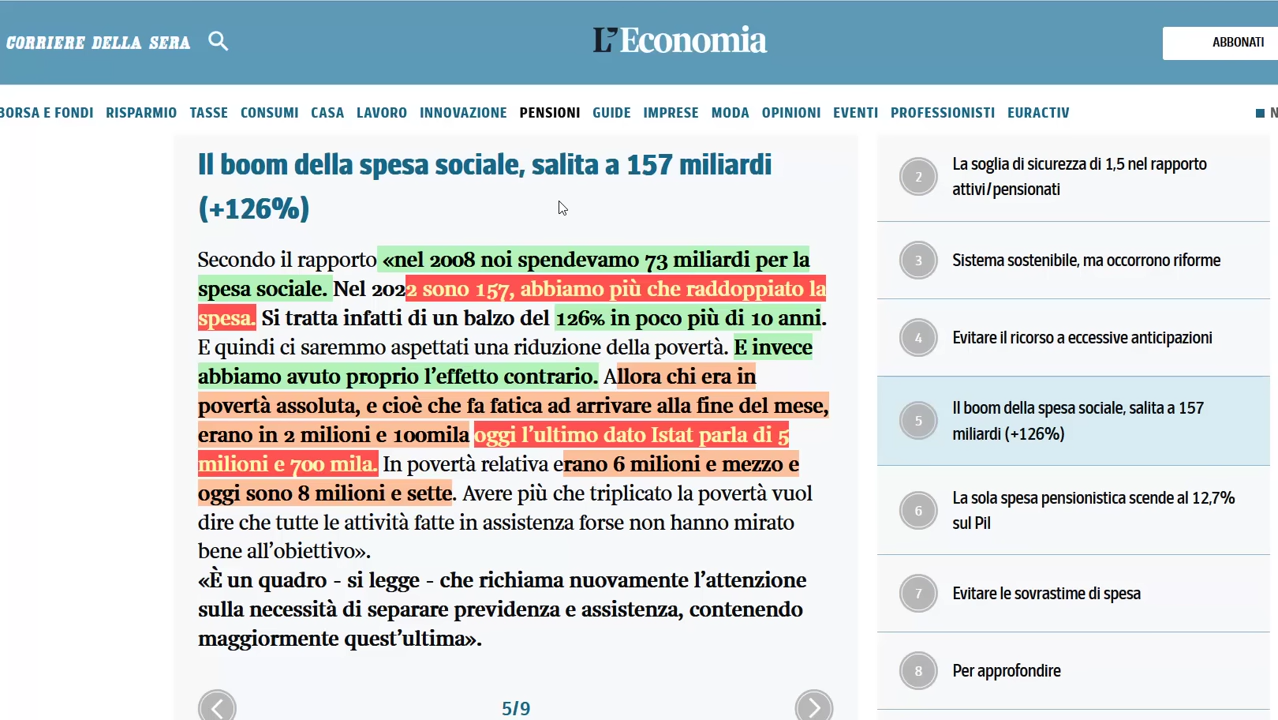 CORRIERE DELLA SERA
L'Economia
ABBONATI
BORSA E FONDI RISPARMIO TASSE CONSUMI CASA LAVORO INNOVAZIONE PENSIONI GUIDE IMPRESE MODA OPINIONI EVENTI PROFESSIONISTI EURACTIV N
Il boom della spesa sociale, salita a 157 miliardi
(+126%)
Secondo il rapporto «nel 2008 noi spendevamo 73 miliardi per la
spesa sociale. Nel 2022 sono 157, abbiamo più che raddoppiato la
spesa. Si tratta infatti di un balzo del 126% in poco più di 10 anni.
E quindi ci saremmo aspettati una riduzione della povertà. E invece
abbiamo avuto proprio l'effetto contrario. Allora chi era in
povertà assoluta, e cioè che fa fatica ad arrivare alla fine del mese,
erano in 2 milioni e 100mila oggi l'ultimo dato Istat parla di 5
milioni e 700 mila. In povertà relativa erano 6 milioni e mezzo e
oggi sono 8 milioni e sette. Avere più che triplicato la povertà vuol
dire che tutte le attività fatte in assistenza forse non hanno mirato
bene all'obiettivo».
«È un quadro - si legge - che richiama nuovamente l'attenzione
sulla necessità di separare previdenza e assistenza, contenendo
maggiormente quest'ultima».
5/9
2
La soglia di sicurezza di 1,5 nel rapporto
attivi/pensionati
3
Sistema sostenibile, ma occorrono riforme
4
Evitare il ricorso a eccessive anticipazioni
5
Il boom della spesa sociale, salita a 157
miliardi (+126%)
6
La sola spesa pensionistica scende al 12,7%
sul Pil
7
Evitare le sovrastime di spesa
8
Per approfondire